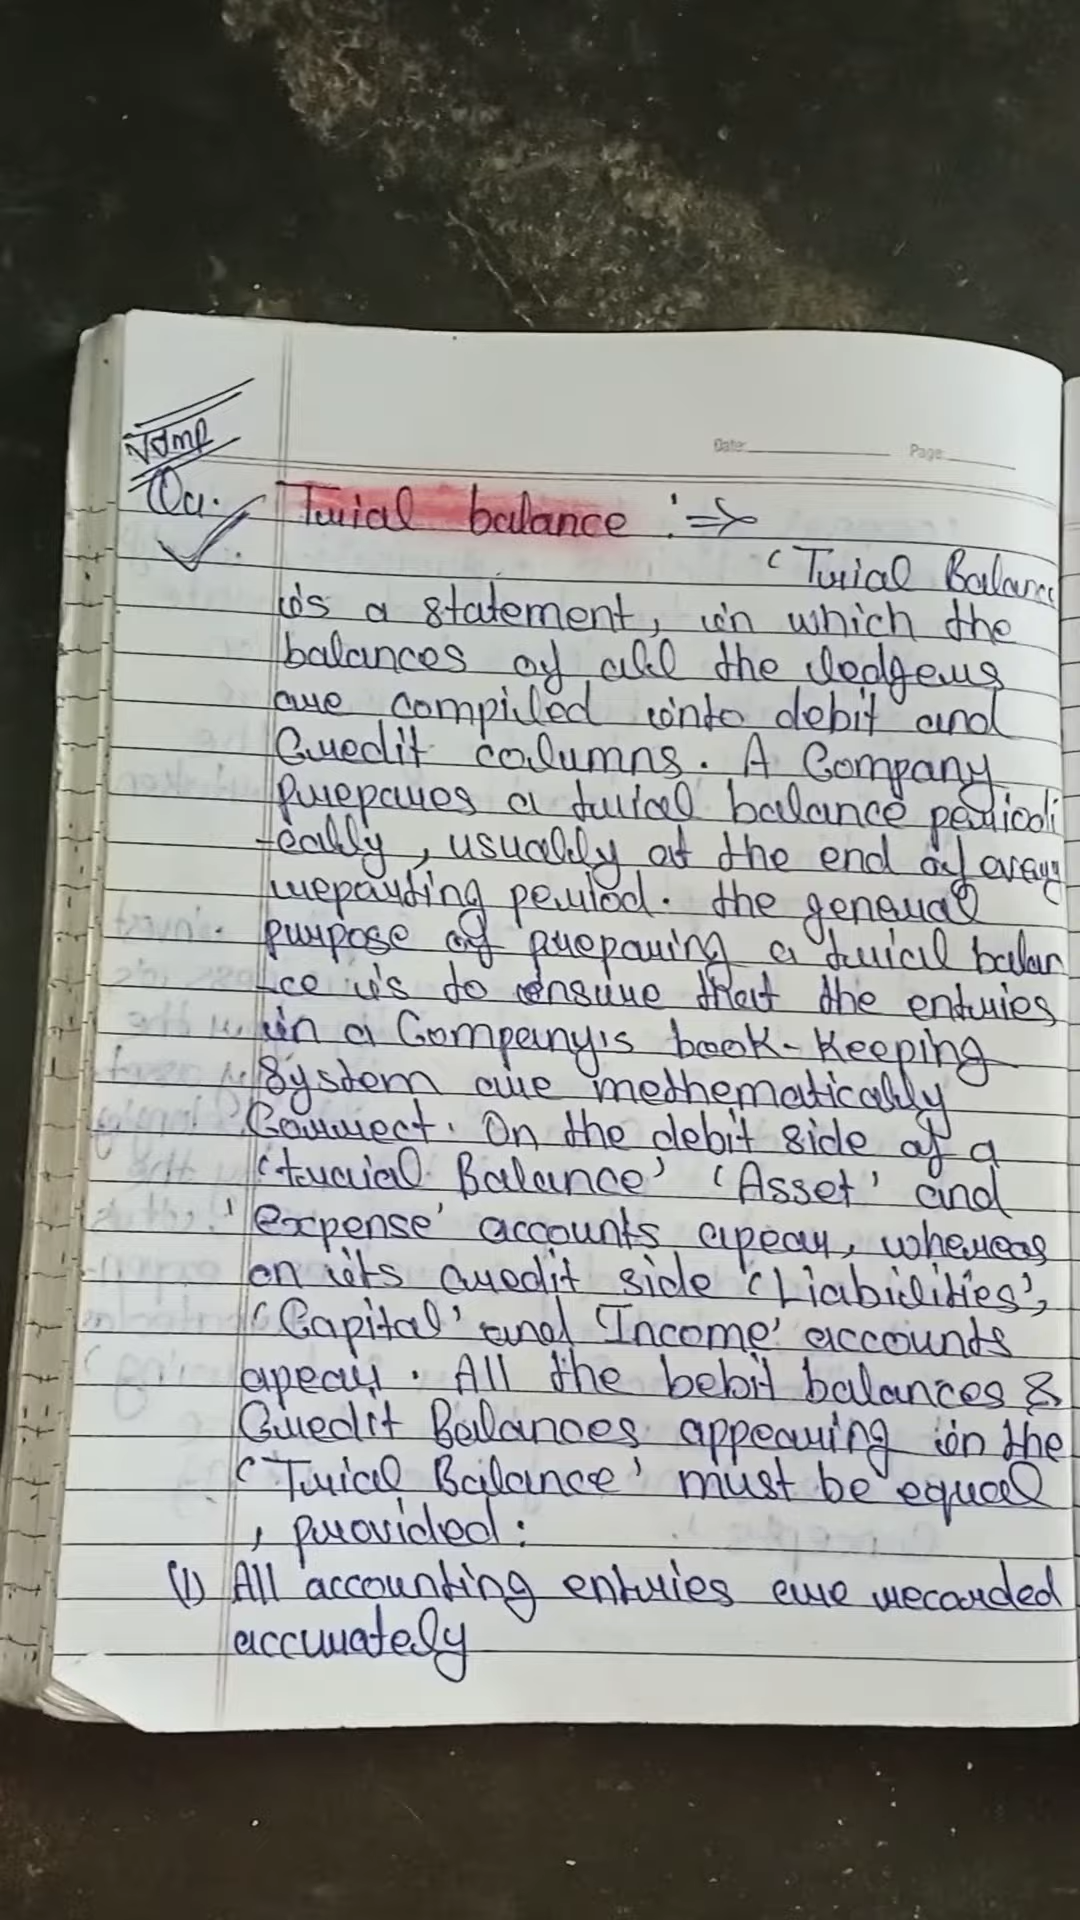 Imp
Date: Page:
Qu. Trial balance :=>
'Trial Balance
is a statement, in which the
balances of all the ledgers
are compiled into debit and
Credit columns. A Company
Prepares a trial balance periodi
-cally, usually at the end of every
reporting period. the general
purpose of preparing a trial balan
-ce is to ensure that the entries
in a Company's book-Keeping
System are methematically
Correct. On the debit side of a
'trial Balance' 'Asset' and
'expense' accounts apear, whereas
on its credit side 'Liabilities',
'Capital' and 'Income' accounts
apear. All the bebit balances &
Credit Balances appearing in the
'Trial Balance' must be equal
, provided:
(1) All accounting entries are recorded
accurately